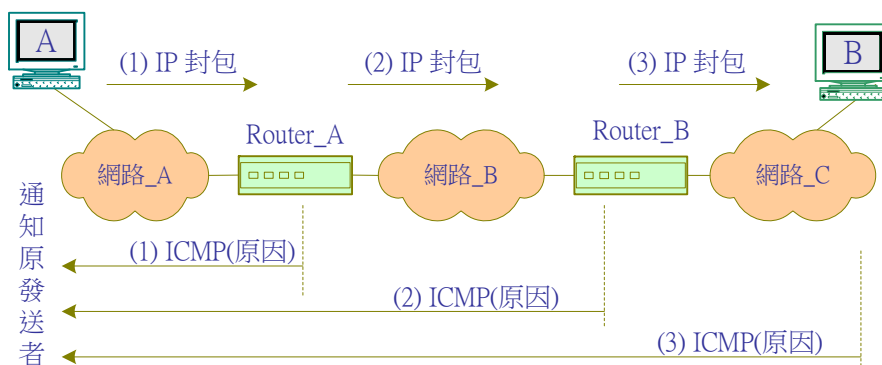 A
(1) IP 封包
(2) IP 封包
(3) IP 封包
B
Router_A
Router_B
網路_A
網路_B
網路_C
通知原發送者
(1) ICMP(原因)
(2) ICMP(原因)
(3) ICMP(原因)